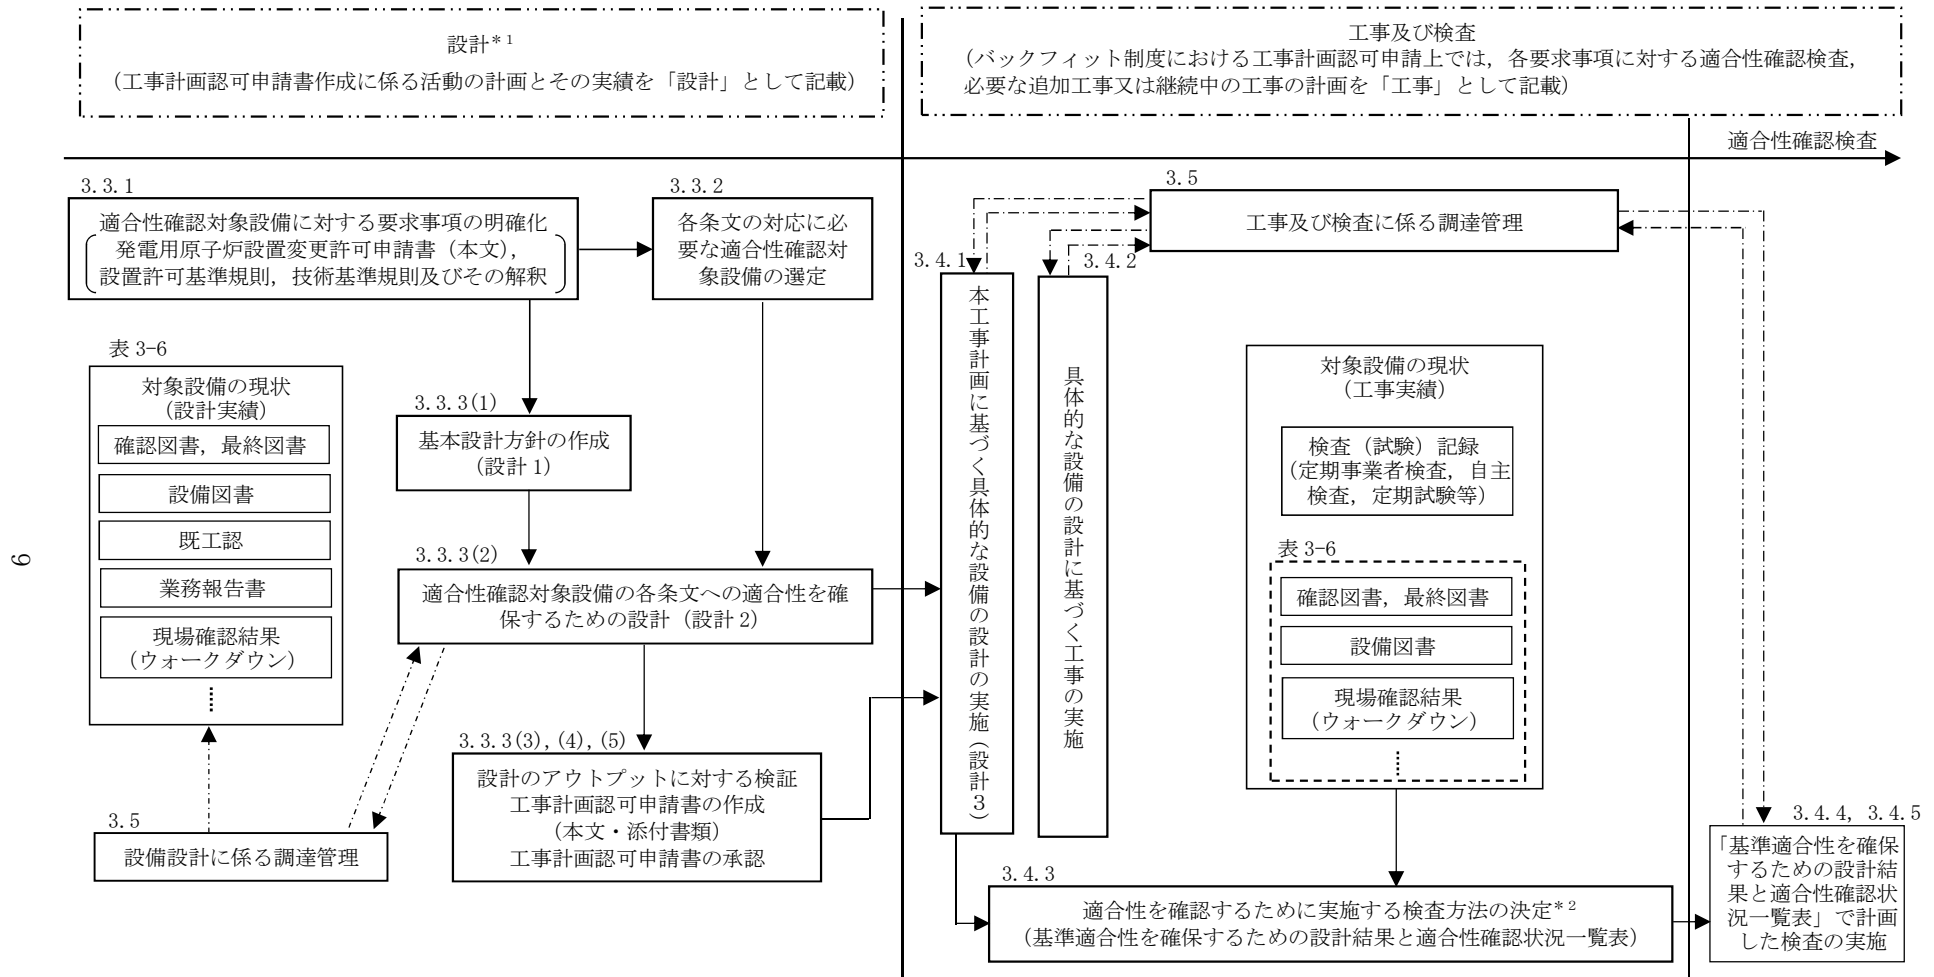 設計*1
(工事計画認可申請書作成に係る活動の計画とその実績を「設計」として記載)
工事及び検査
(バックフィット制度における工事計画認可申請上では，各要求事項に対する適合性確認検査，
必要な追加工事又は継続中の工事の計画を「工事」として記載)
適合性確認検査
3.3.1
適合性確認対象設備に対する要求事項の明確化
発電用原子炉設置変更許可申請書（本文），
設置許可基準規則，技術基準規則及びその解釈
3.3.2
各条文の対応に必
要な適合性確認対
象設備の選定
表 3-6
対象設備の現状
(設計実績)
確認図書，最終図書
設備図書
既工認
業務報告書
現場確認結果
(ウォークダウン)
3.3.3(1)
基本設計方針の作成
(設計 1)
3.3.3(2)
適合性確認対象設備の各条文への適合性を確
保するための設計（設計 2）
3.3.3(3), (4), (5)
設計のアウトプットに対する検証
工事計画認可申請書の作成
(本文・添付書類)
工事計画認可申請書の承認
3.5
設備設計に係る調達管理
3.5
工事及び検査に係る調達管理
3.4.1
本工事計画に基づく具体的な設備の設計の実施（設計３）
3.4.2
具体的な設備の設計に基づく工事の実施
対象設備の現状
(工事実績)
検査（試験）記録
(定期事業者検査，自主
検査，定期試験等)
表 3-6
確認図書，最終図書
設備図書
現場確認結果
(ウォークダウン)
3.4.3
適合性を確認するために実施する検査方法の決定*2
(基準適合性を確保するための設計結果と適合性確認状況一覧表)
3.4.4, 3.4.5
「基準適合性を確保
するための設計結
果と適合性確認状
況一覧表」で計画
した検査の実施
9